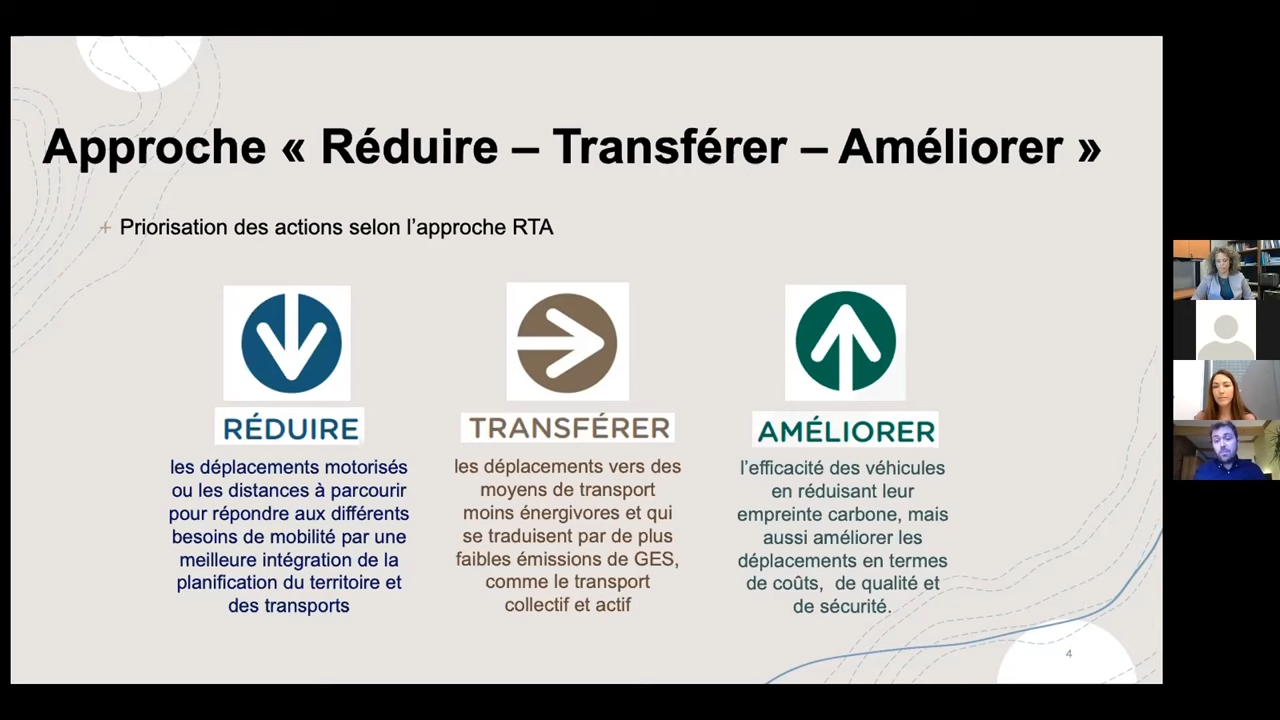 Approche « Réduire – Transférer – Améliorer »
+ Priorisation des actions selon l’approche RTA
RÉDUIRE
les déplacements motorisés
ou les distances à parcourir
pour répondre aux différents
besoins de mobilité par une
meilleure intégration de la
planification du territoire et
des transports
TRANSFÉRER
les déplacements vers des
moyens de transport
moins énergivores et qui
se traduisent par de plus
faibles émissions de GES,
comme le transport
collectif et actif
AMÉLIORER
l’efficacité des véhicules
en réduisant leur
empreinte carbone, mais
aussi améliorer les
déplacements en termes
de coûts, de qualité et
de sécurité.
4